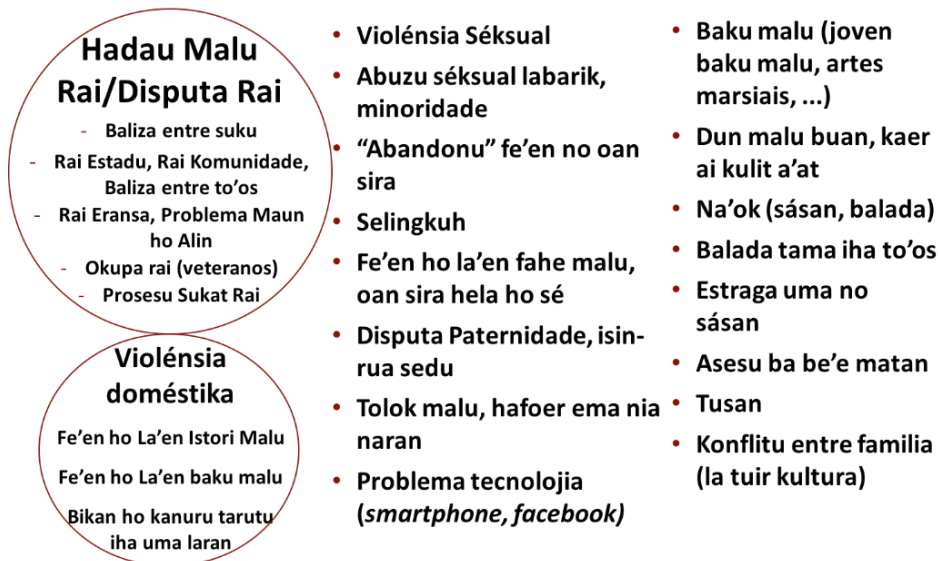 Hadau Malu
Rai/Disputa Rai
- Baliza entre suku
- Rai Estadu, Rai Komunidade,
Baliza entre to’os
- Rai Eransa, Problema Maun
ho Alin
- Okupa rai (veteranos)
- Prosesu Sukat Rai
Violénsia
doméstika
Fe’en ho La’en Istori Malu
Fe’en ho La’en baku malu
Bikan ho kanuru tarutu
iha uma laran
• Violénsia Séksual
• Abuzu séksual labarik,
minoridade
• “Abandonu” fe’en no oan
sira
• Selingkuh
• Fe’en ho la’en fahe malu,
oan sira hela ho sé
• Disputa Paternidade, isin-
rua sedu
• Tolok malu, hafoer ema nia
naran
• Problema tecnolojia
(smartphone, facebook)
• Baku malu (joven
baku malu, artes
marsiais, ...)
• Dun malu buan, kaer
ai kulit a’at
• Na’ok (sásan, balada)
• Balada tama iha to’os
• Estraga uma no
sásan
• Asesu ba be’e matan
• Tusan
• Konflitu entre familia
(la tuir kultura)